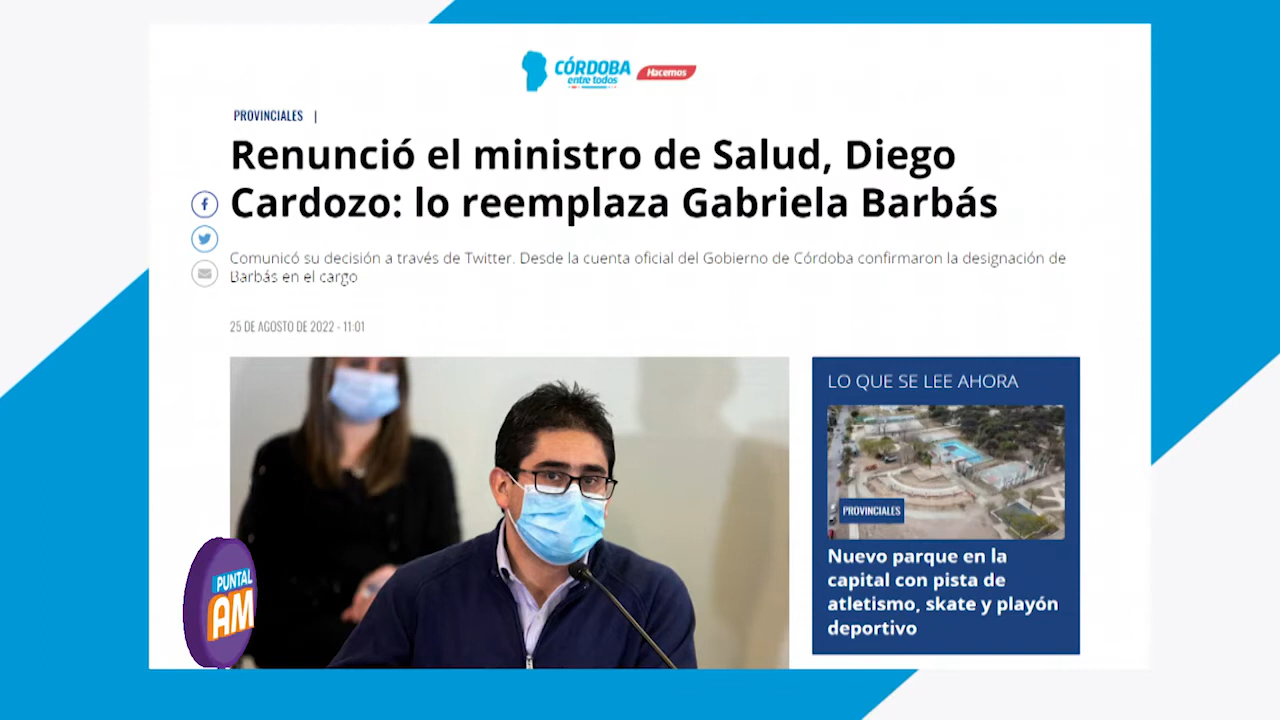 CÓRDOBA
entre todos
Hacemos
PROVINCIALES |
Renunció el ministro de Salud, Diego
Cardozo: lo reemplaza Gabriela Barbás
Comunicó su decisión a través de Twitter. Desde la cuenta oficial del Gobierno de Córdoba confirmaron la designación de
Barbás en el cargo
25 DE AGOSTO DE 2022 - 11:01
LO QUE SE LEE AHORA
PROVINCIALES
Nuevo parque en la
capital con pista de
atletismo, skate y playón
deportivo
PUNTAL
AM